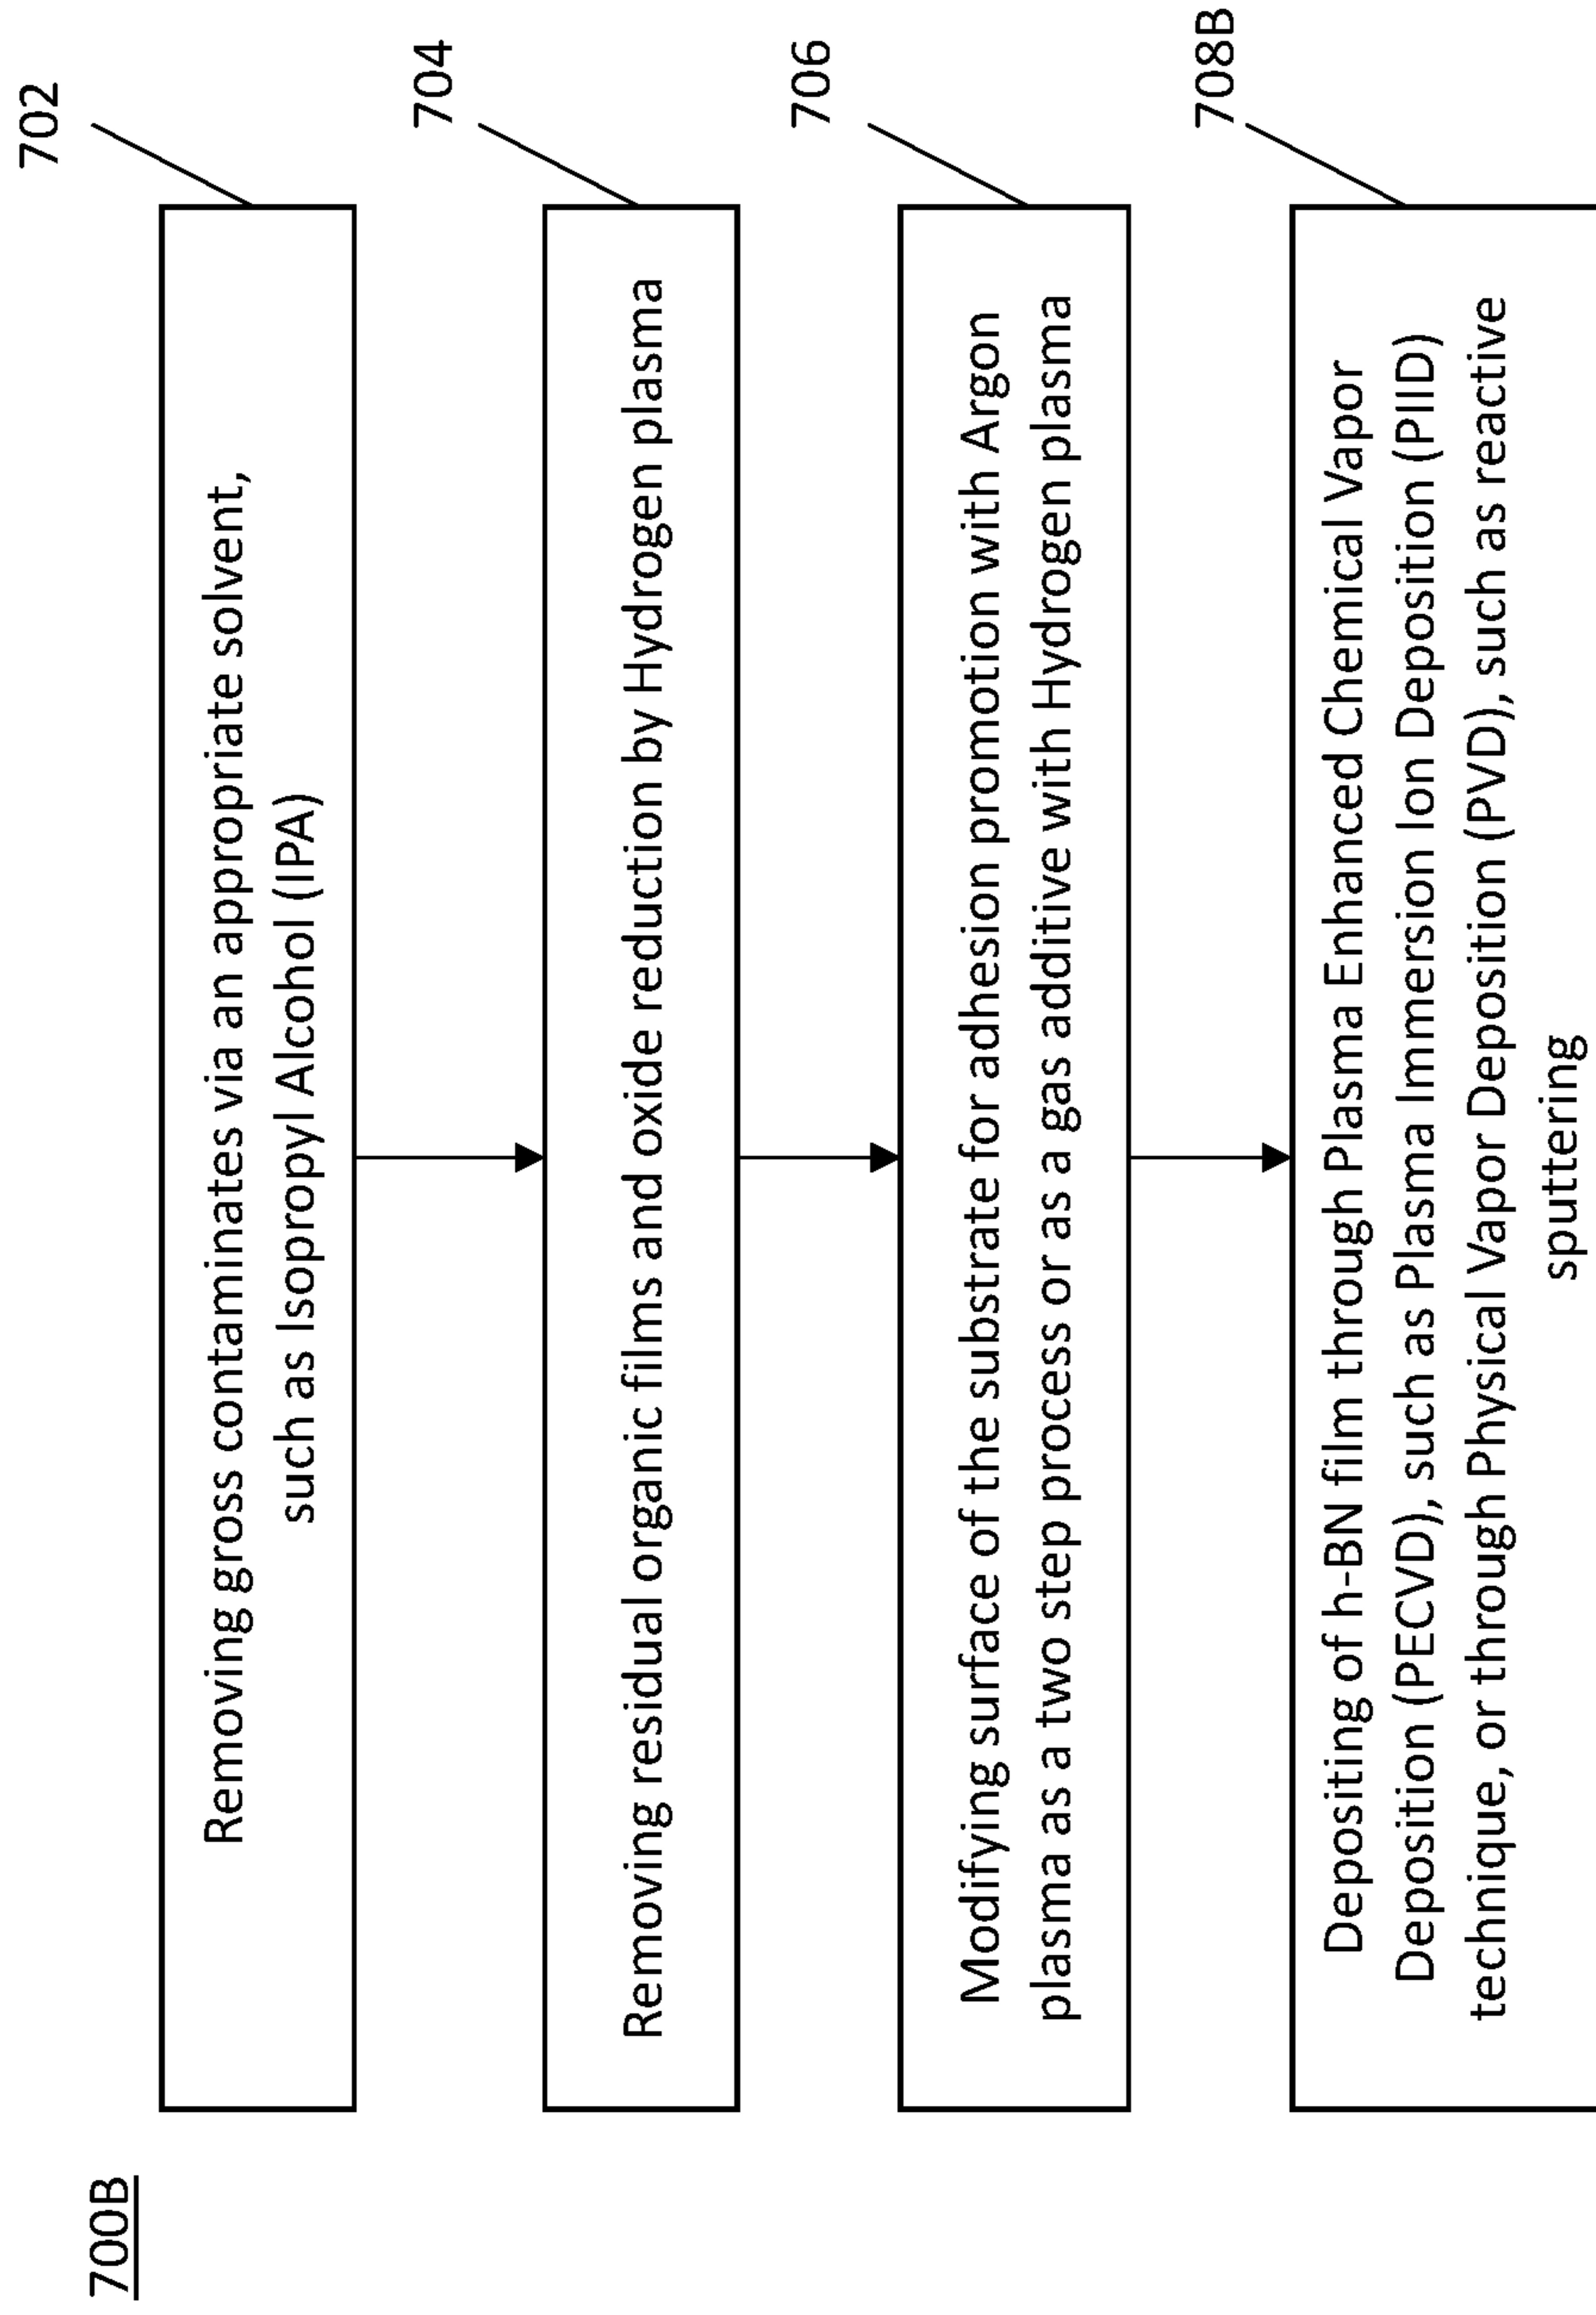 700B
702
Removing gross contaminates via an appropriate solvent,
such as Isopropyl Alcohol (IPA)
704
Removing residual organic films and oxide reduction by Hydrogen plasma
706
Modifying surface of the substrate for adhesion promotion with Argon
plasma as a two step process or as a gas additive with Hydrogen plasma
708B
Depositing of h-BN film through Plasma Enhanced Chemical Vapor
Deposition (PECVD), such as Plasma Immersion Ion Deposition (PIID)
technique, or through Physical Vapor Deposition (PVD), such as reactive
sputtering